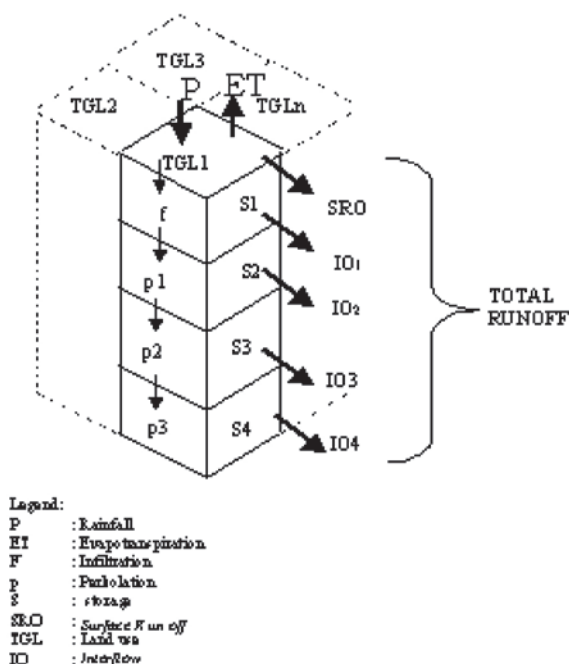 TGL3
P ET
TGL2
TGLn
TGL1
f
S1
SRO
IO1
p1
S2
IO2
TOTAL
RUNOFF
p2
S3
IO3
p3
S4
IO4
Legend:
P : Rainfall
ET : Evapotranspiration
F : Infiltration
p : Perkolation
S : storage
SRO : Surface Run off
TGL : Land use
IO : Interflow